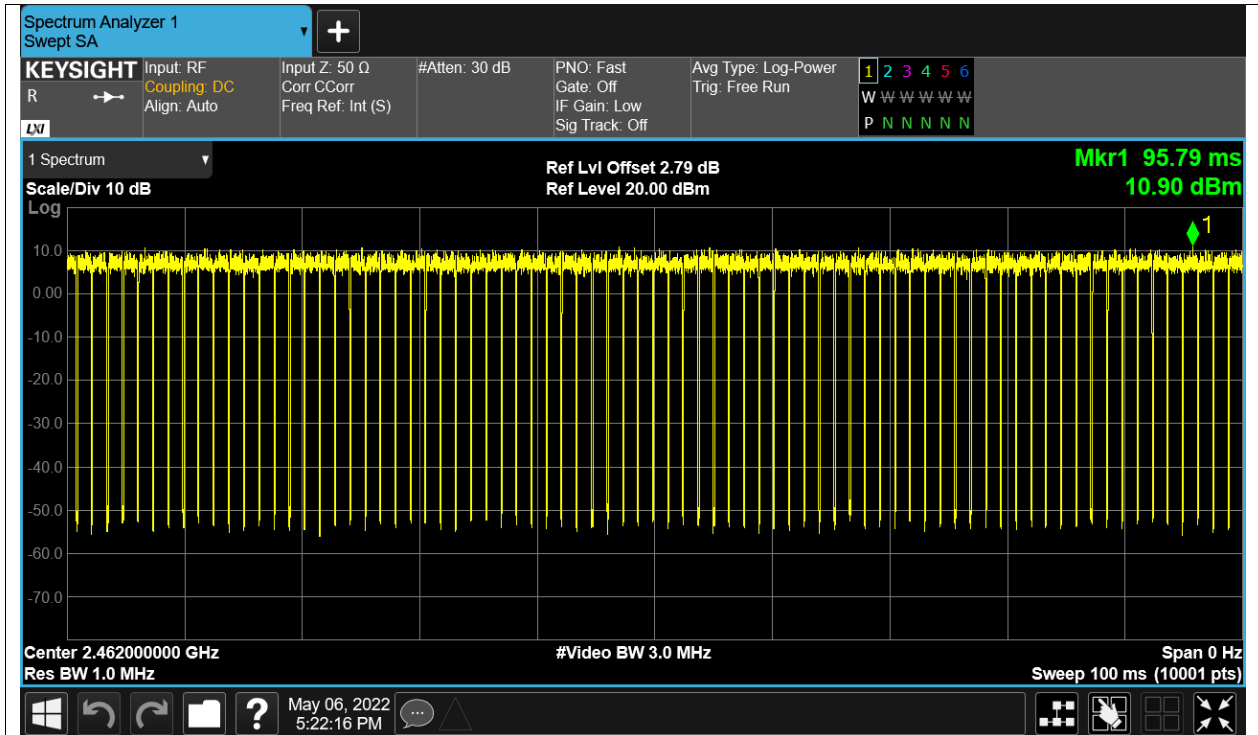 Spectrum Analyzer 1
Swept SA
+
KEYSIGHT
R
LXI
Input: RF
Coupling: DC
Align: Auto
Input Z: 50 Ω
Corr CCorr
Freq Ref: Int (S)
#Atten: 30 dB
PNO: Fast
Gate: Off
IF Gain: Low
Sig Track: Off
Avg Type: Log-Power
Trig: Free Run
1 2 3 4 5 6
W W W W W W
P N N N N N
1 Spectrum
Scale/Div 10 dB
Log
Ref Lvl Offset 2.79 dB
Ref Level 20.00 dBm
Mkr1 95.79 ms
10.90 dBm
1
10.0
0.00
-10.0
-20.0
-30.0
-40.0
-50.0
-60.0
-70.0
Center 2.462000000 GHz
Res BW 1.0 MHz
#Video BW 3.0 MHz
Span 0 Hz
Sweep 100 ms (10001 pts)
?
May 06, 2022
5:22:16 PM